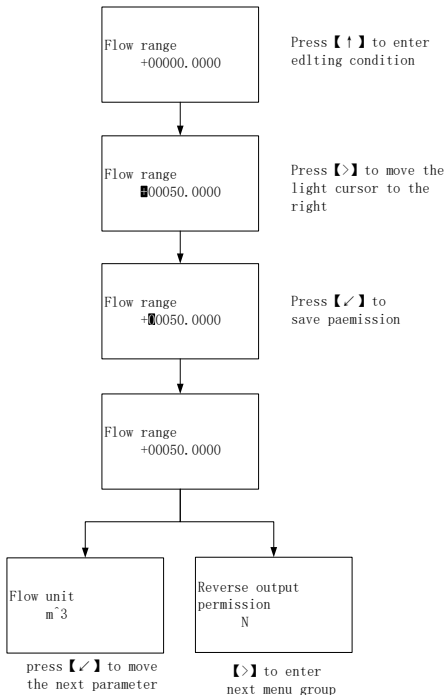 Flow range
+00000.0000
Press【↑】to enter
edlting condition
Flow range
+00050.0000
Press【>】to move the
light cursor to the
right
Flow range
+00050.0000
Press【↙】to
save paemission
Flow range
+00050.0000
Flow unit
m^3
Reverse output
permission
N
press【↙】to move
the next parameter
【>】to enter
next menu group